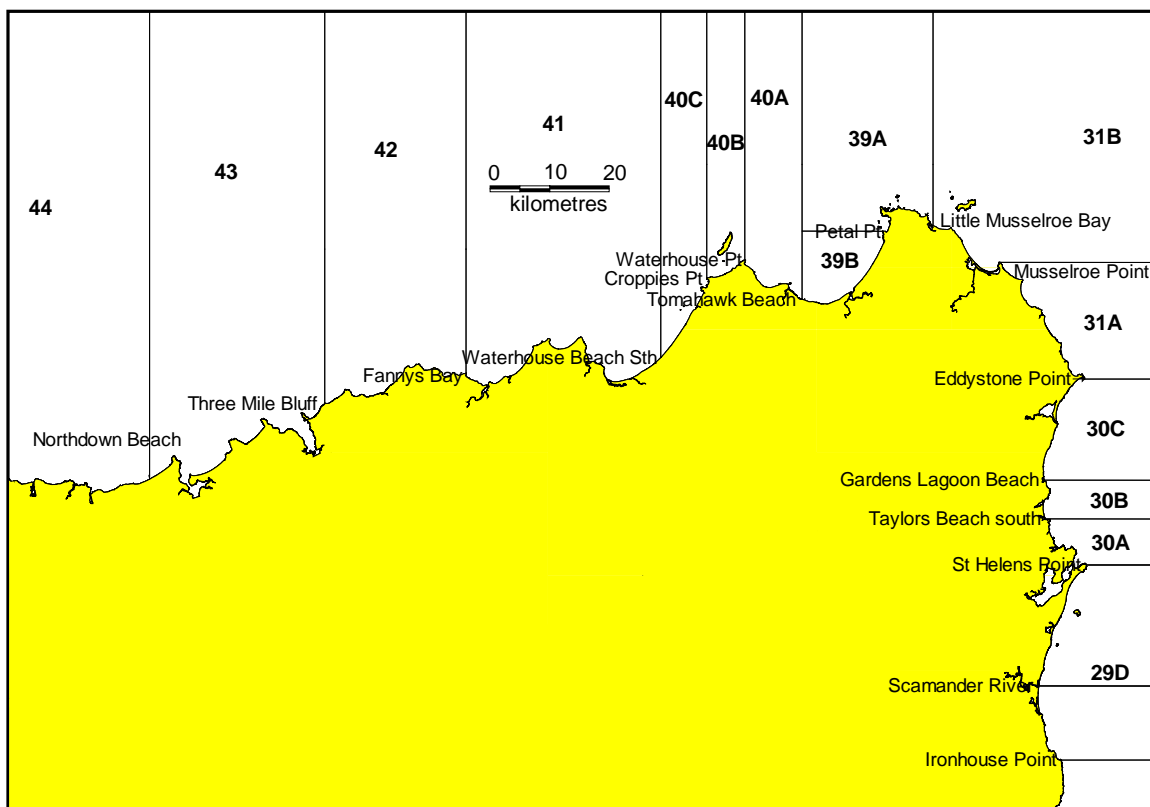 40C
40A
41
31B
39A
42
40B
43
0 10 20
kilometres
44
Little Musselroe Bay
Petal Pt
Waterhouse Pt
39B
Musselroe Point
Croppies Pt
Tomahawk Beach
31A
Waterhouse Beach Sth
Fannys Bay
Eddystone Point
Three Mile Bluff
30C
Northdown Beach
Gardens Lagoon Beach
30B
Taylors Beach south
30A
St Helens Point
29D
Scamander River
Ironhouse Point